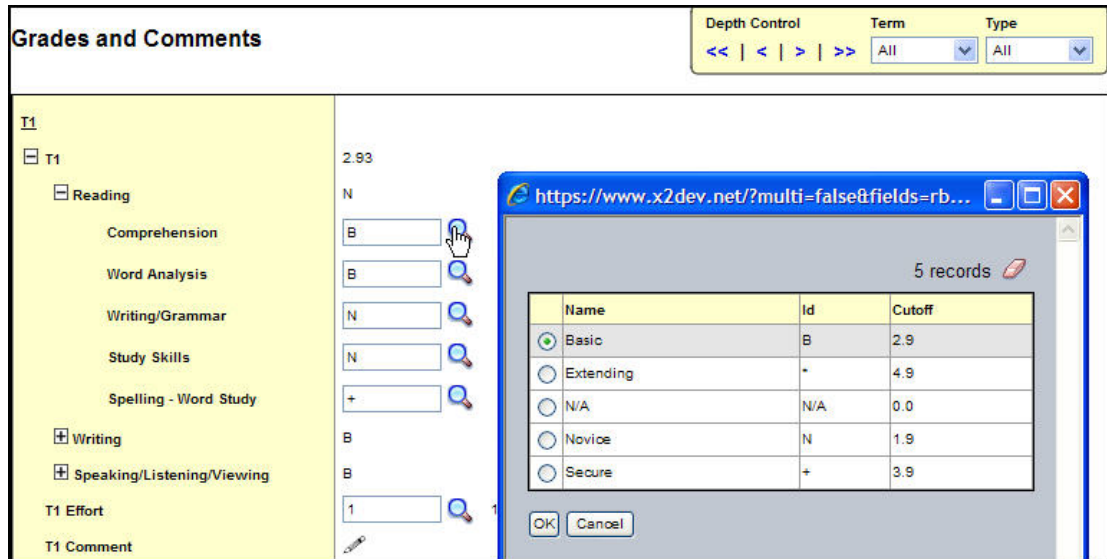 Grades and Comments
Depth Control Term Type
<< | < | > | >> All All
T1
T1 2.93
Reading N
Comprehension B
Word Analysis B
Writing/Grammar N
Study Skills N
Spelling - Word Study +
Writing B
Speaking/Listening/Viewing B
T1 Effort 1 1
T1 Comment
https://www.x2dev.net/?multi=false&fields=rb...
5 records
Name Id Cutoff
Basic B 2.9
Extending * 4.9
N/A N/A 0.0
Novice N 1.9
Secure + 3.9
OK Cancel